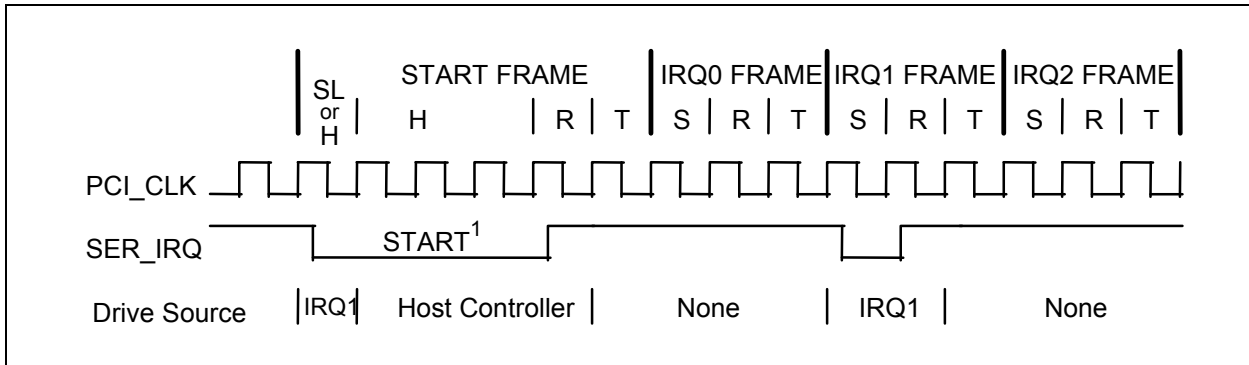 START FRAME IRQ0 FRAME IRQ1 FRAME IRQ2 FRAME
SL
or
H
H R T S R T S R T S R T
PCI_CLK
SER_IRQ START1
Drive Source IRQ1 Host Controller None IRQ1 None